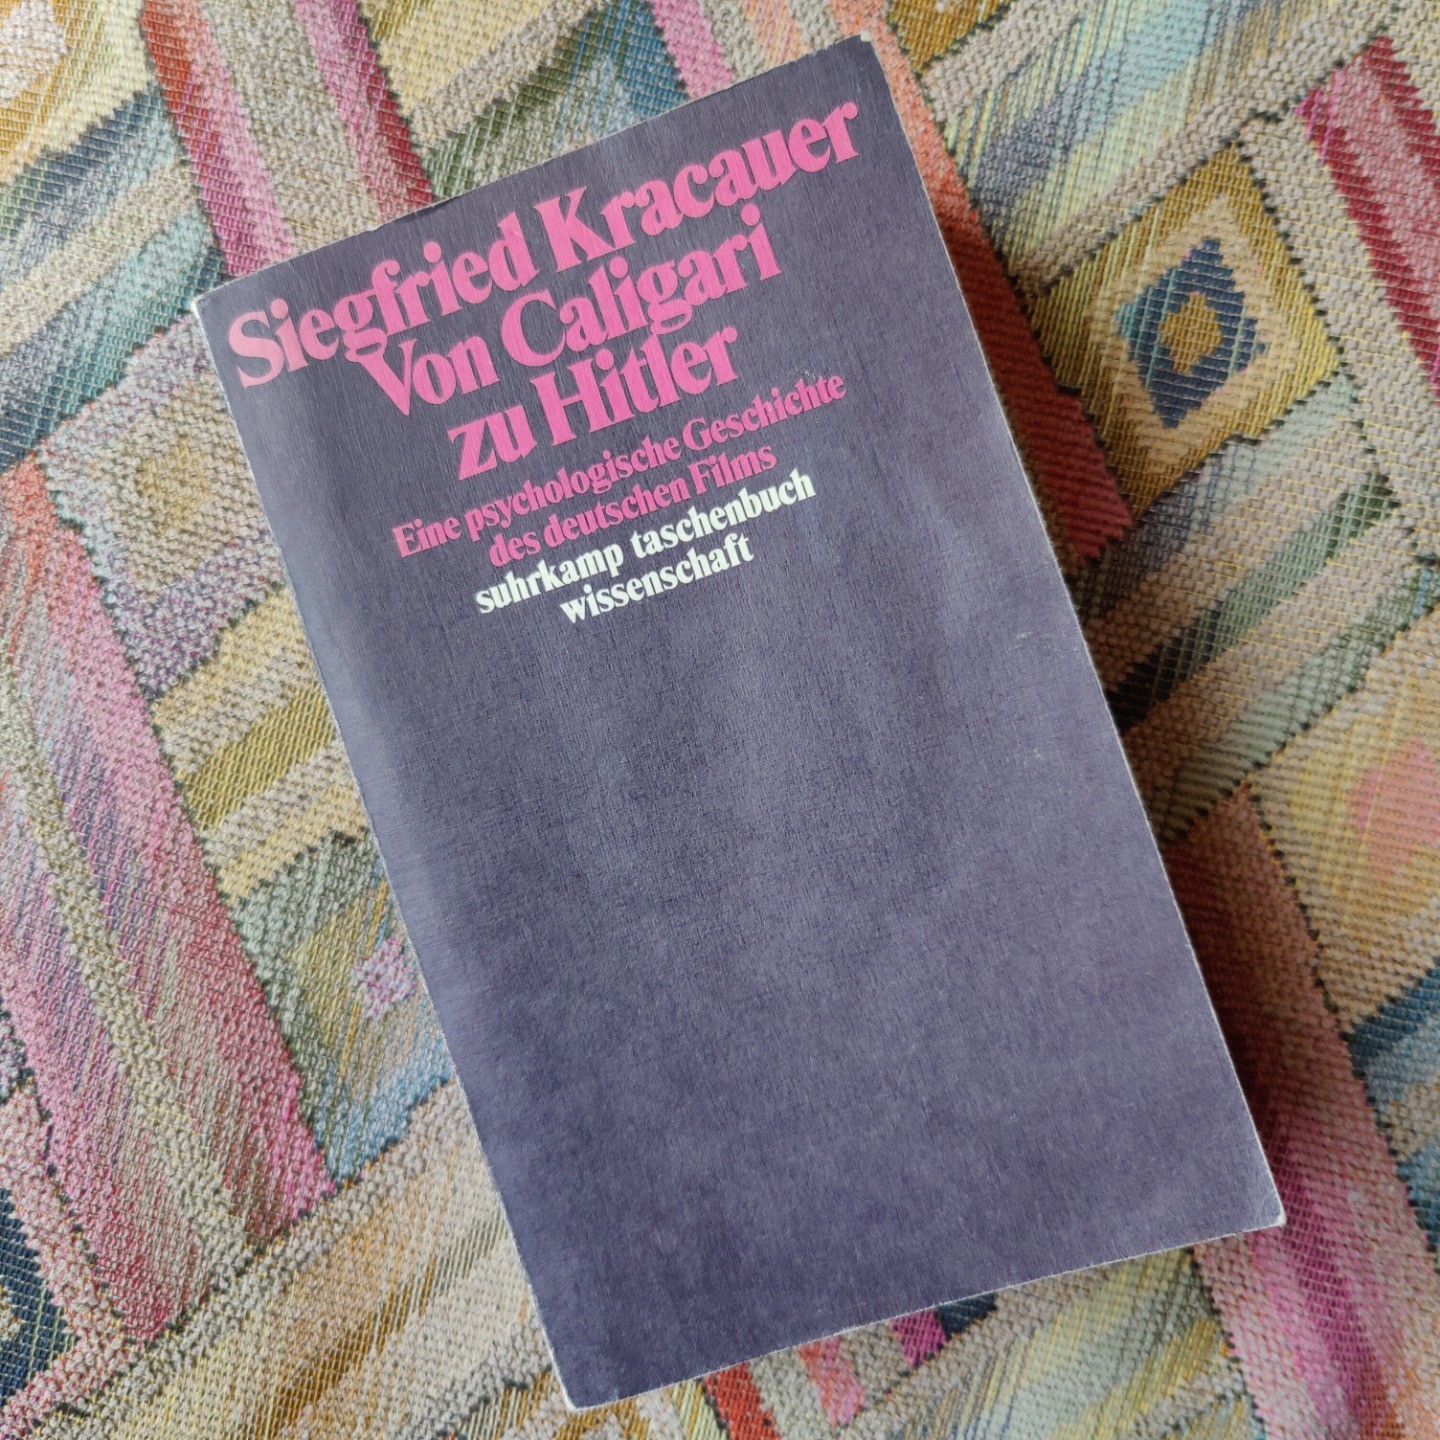 Siegfried Kracauer
Von Caligari
zu Hitler
Eine psychologische Geschichte
des deutschen Films
suhrkamp taschenbuch
wissenschaft